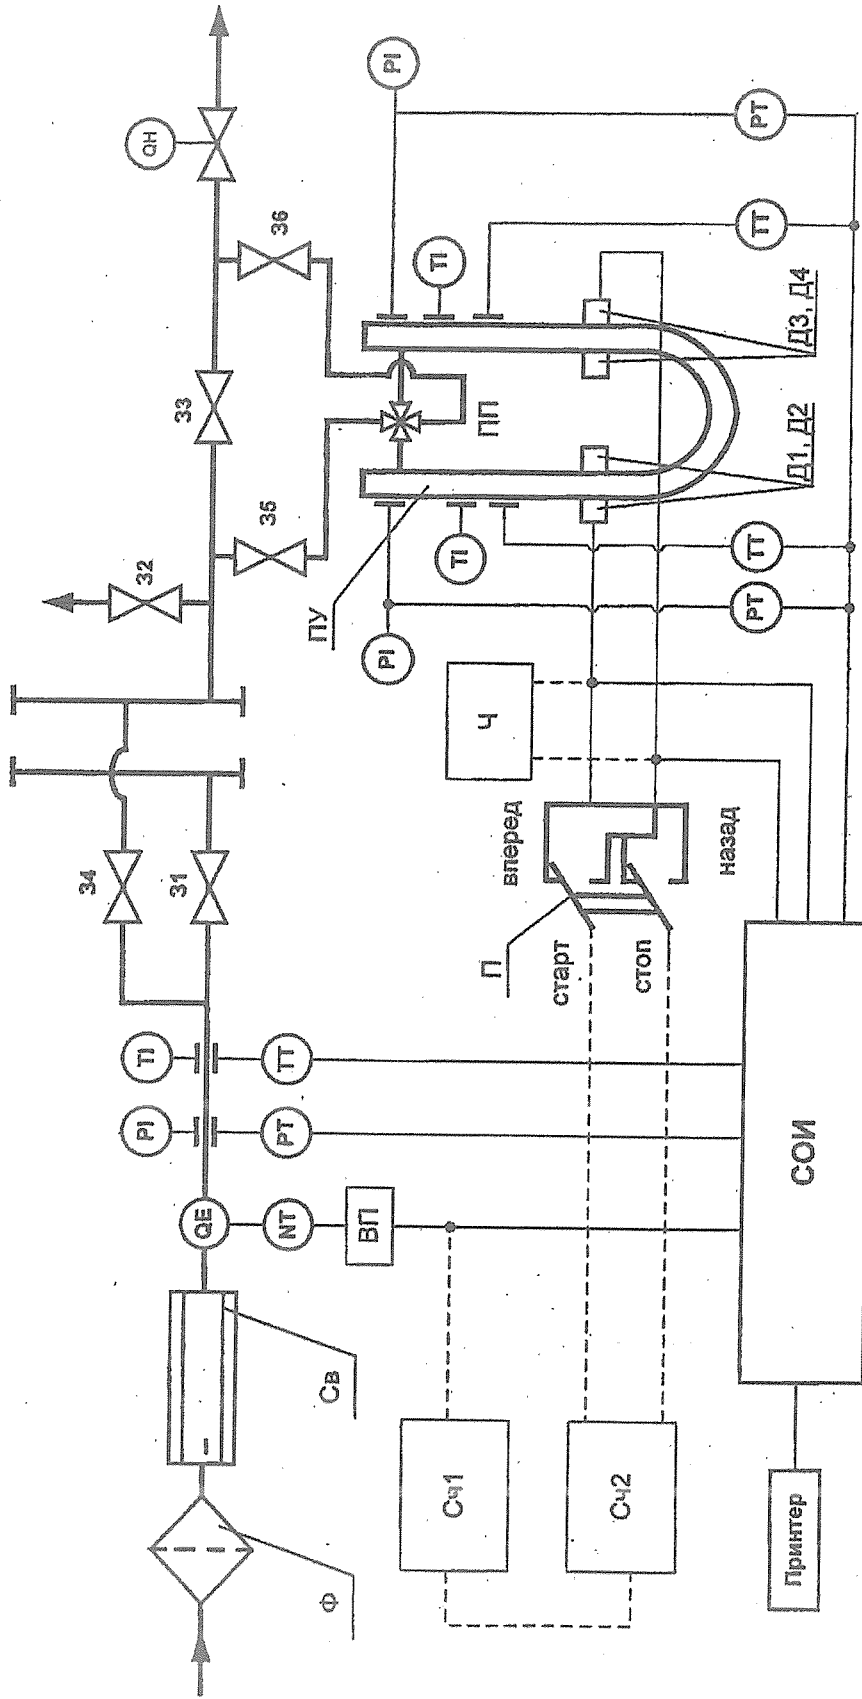 Ф
Св
QE
NT
ВП
PI
PT
TI
TT
34
31
32
33
35
36
QH
ПУ
ПП
PI
TI
PT
TT
Д1, Д2
PI
TI
PT
TT
Д3, Д4
Ч
П
вперед
назад
старт
стоп
Сч1
Сч2
СОИ
Принтер